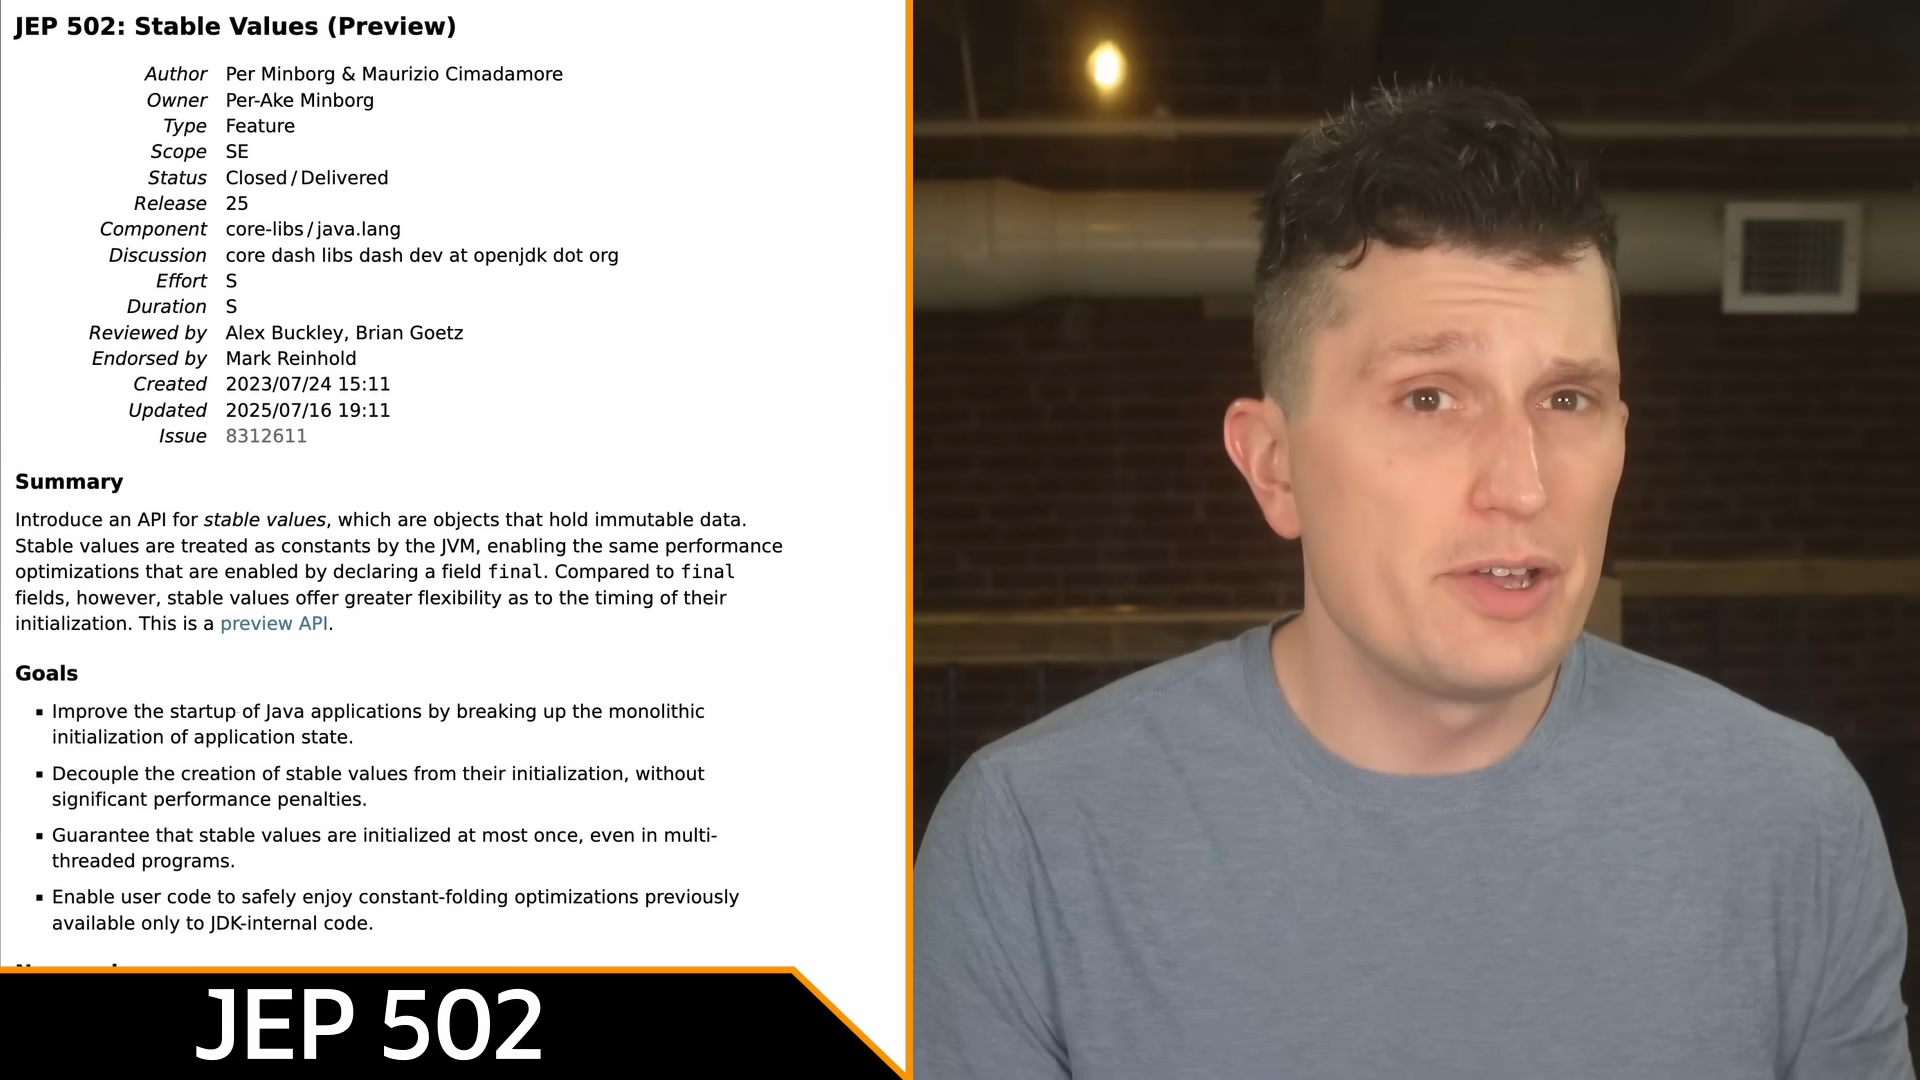 JEP 502: Stable Values (Preview)
Author Per Minborg & Maurizio Cimadamore
Owner Per-Ake Minborg
Type Feature
Scope SE
Status Closed / Delivered
Release 25
Component core-libs / java.lang
Discussion core dash libs dash dev at openjdk dot org
Effort S
Duration S
Reviewed by Alex Buckley, Brian Goetz
Endorsed by Mark Reinhold
Created 2023/07/24 15:11
Updated 2025/07/16 19:11
Issue 8312611
Summary
Introduce an API for stable values, which are objects that hold immutable data.
Stable values are treated as constants by the JVM, enabling the same performance
optimizations that are enabled by declaring a field final. Compared to final
fields, however, stable values offer greater flexibility as to the timing of their
initialization. This is a preview API.
Goals
▪ Improve the startup of Java applications by breaking up the monolithic
initialization of application state.
▪ Decouple the creation of stable values from their initialization, without
significant performance penalties.
▪ Guarantee that stable values are initialized at most once, even in multi-
threaded programs.
▪ Enable user code to safely enjoy constant-folding optimizations previously
available only to JDK-internal code.
JEP 502